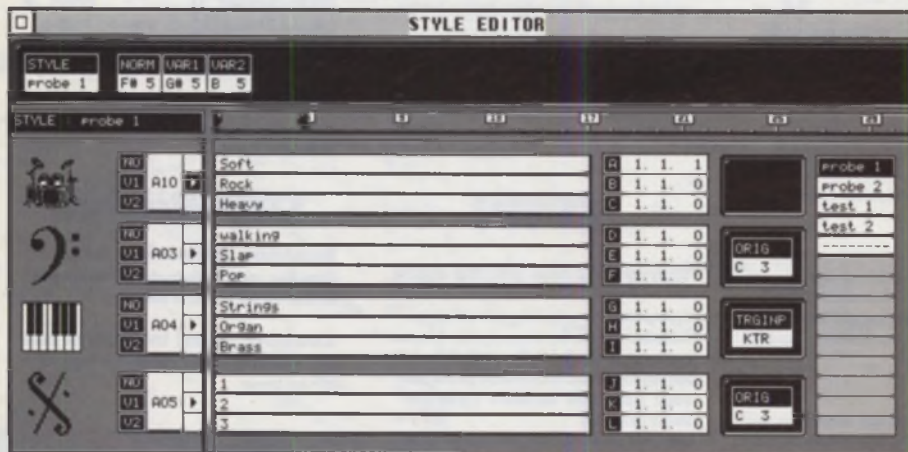 STYLE EDITOR
STYLE NORM VAR1 VAR2
probe 1 F# 5 G# 5 B 5
STYLE : probe 1 17 21 25 29
NO Soft A 1. 1. 1 probe 1
V1 A10 Rock B 1. 1. 0 probe 2
V2 Heavy C 1. 1. 0 test 1
NO walking D 1. 1. 0 test 2
V1 A03 Slap E 1. 1. 0 ORIG
V2 Pop F 1. 1. 0 C 3
NO Strings G 1. 1. 0
V1 A04 Organ H 1. 1. 0 TRGINP
V2 Brass I 1. 1. 0 KTR
NO 1 J 1. 1. 0
V1 A05 2 K 1. 1. 0 ORIG
V2 3 L 1. 1. 0 C 3